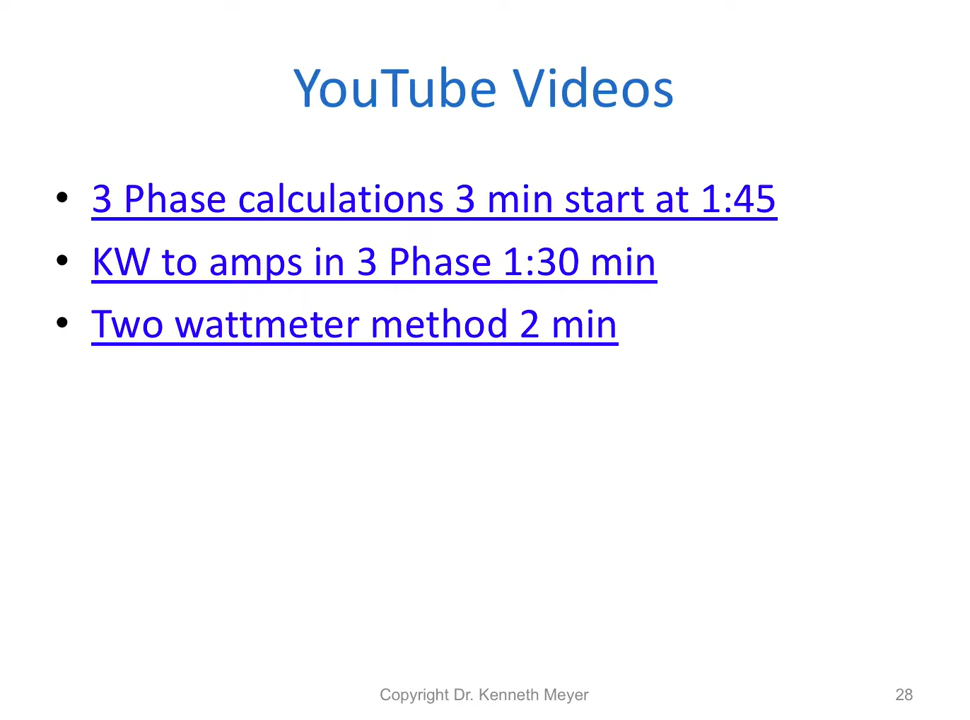 YouTube Videos
• 3 Phase calculations 3 min start at 1:45
• KW to amps in 3 Phase 1:30 min
• Two wattmeter method 2 min
Copyright Dr. Kenneth Meyer
28